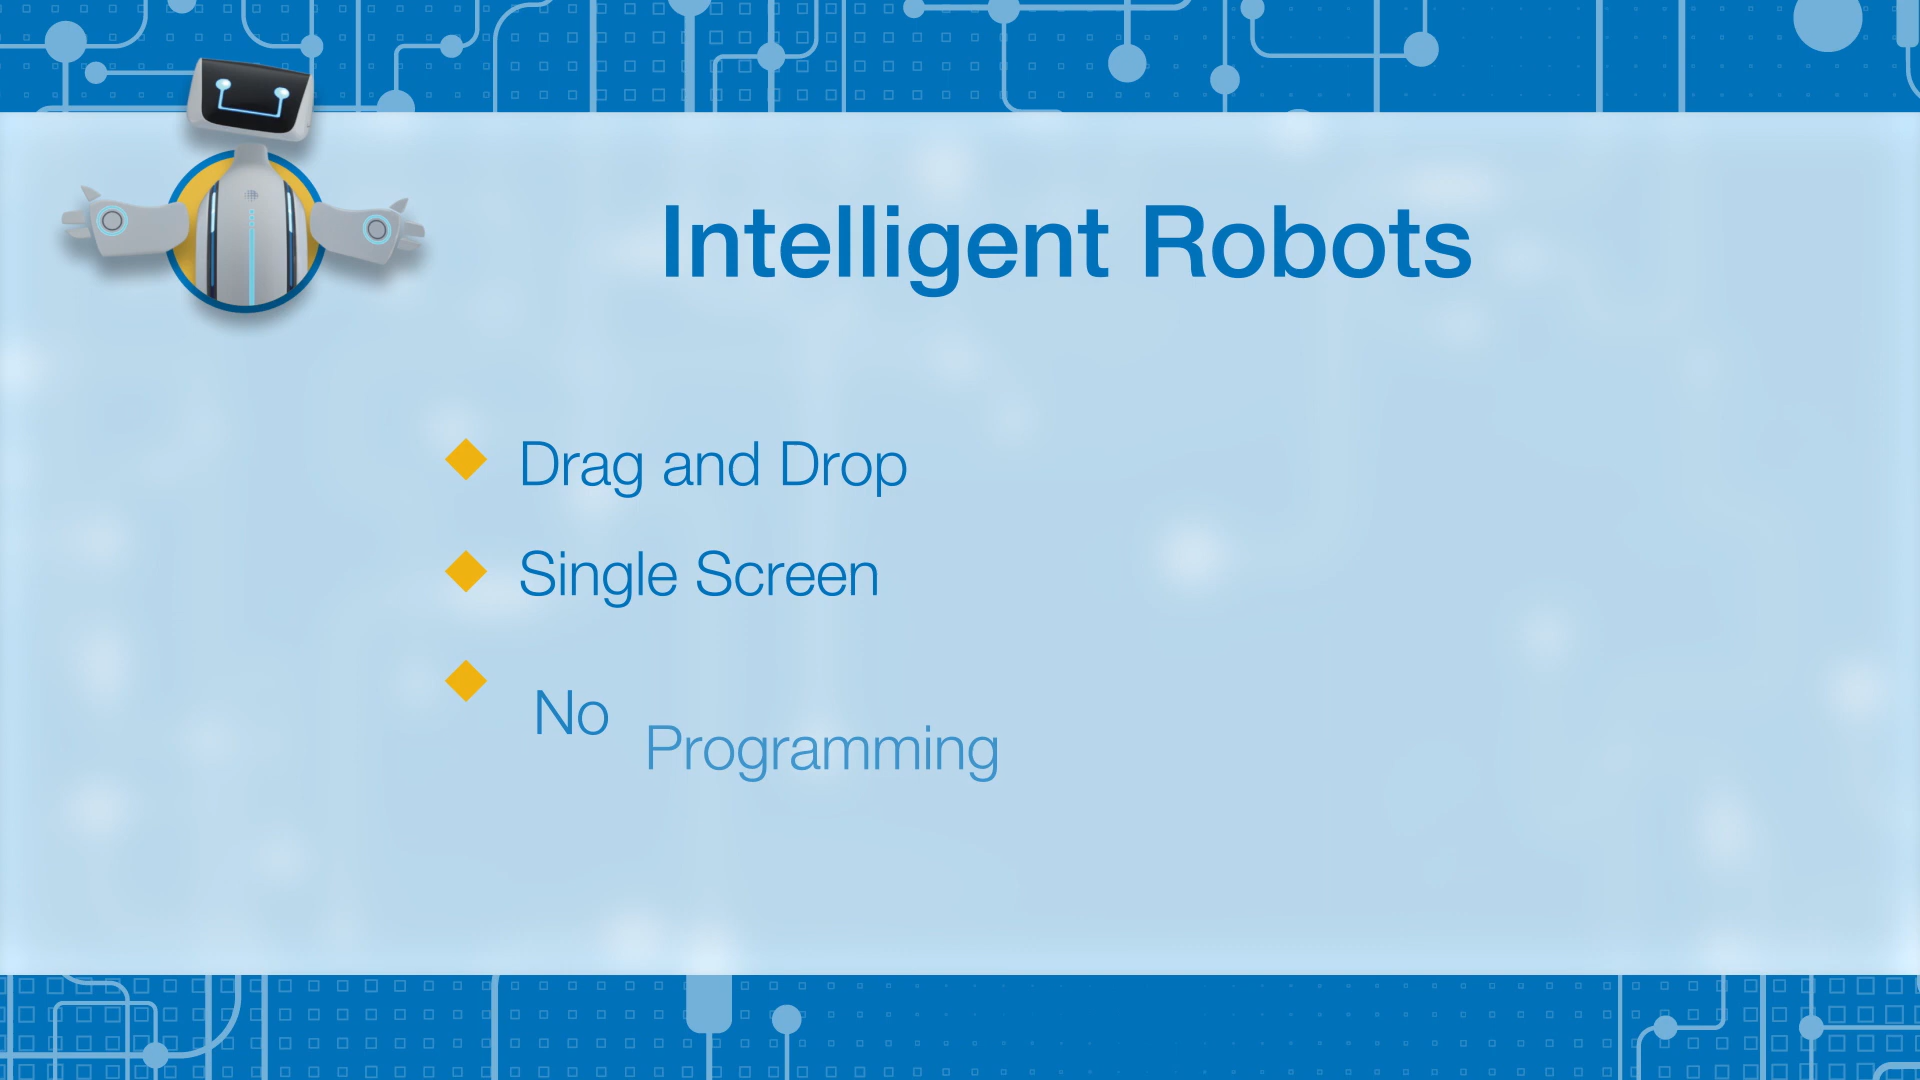 Intelligent Robots
Drag and Drop
Single Screen
No Programming